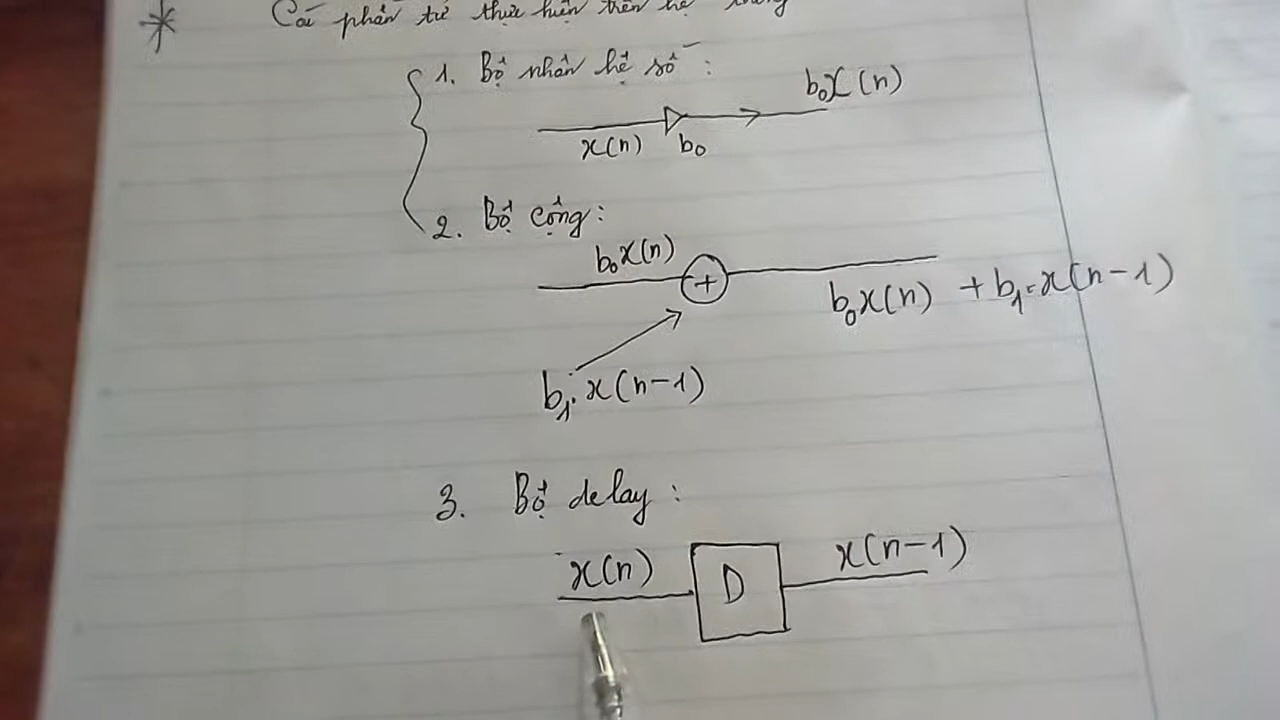 * Các phần tử thực hiện trên hệ thống
1. Bộ nhân hệ số:
b₀x(n)
x(n) b₀
2. Bộ cộng:
b₀x(n) +
b₀x(n) + b₁.x(n-1)
b₁.x(n-1)
3. Bộ delay:
x(n) D x(n-1)